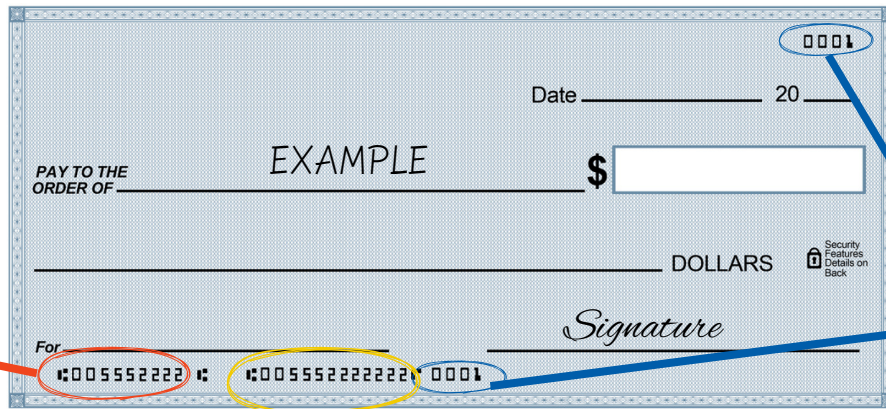 0001
Date 20
EXAMPLE
PAY TO THE
ORDER OF $
DOLLARS
Security
Features
Details on
Back
Signature
For
⑆005552222⑆ ⑆00555222222⑆ 0001